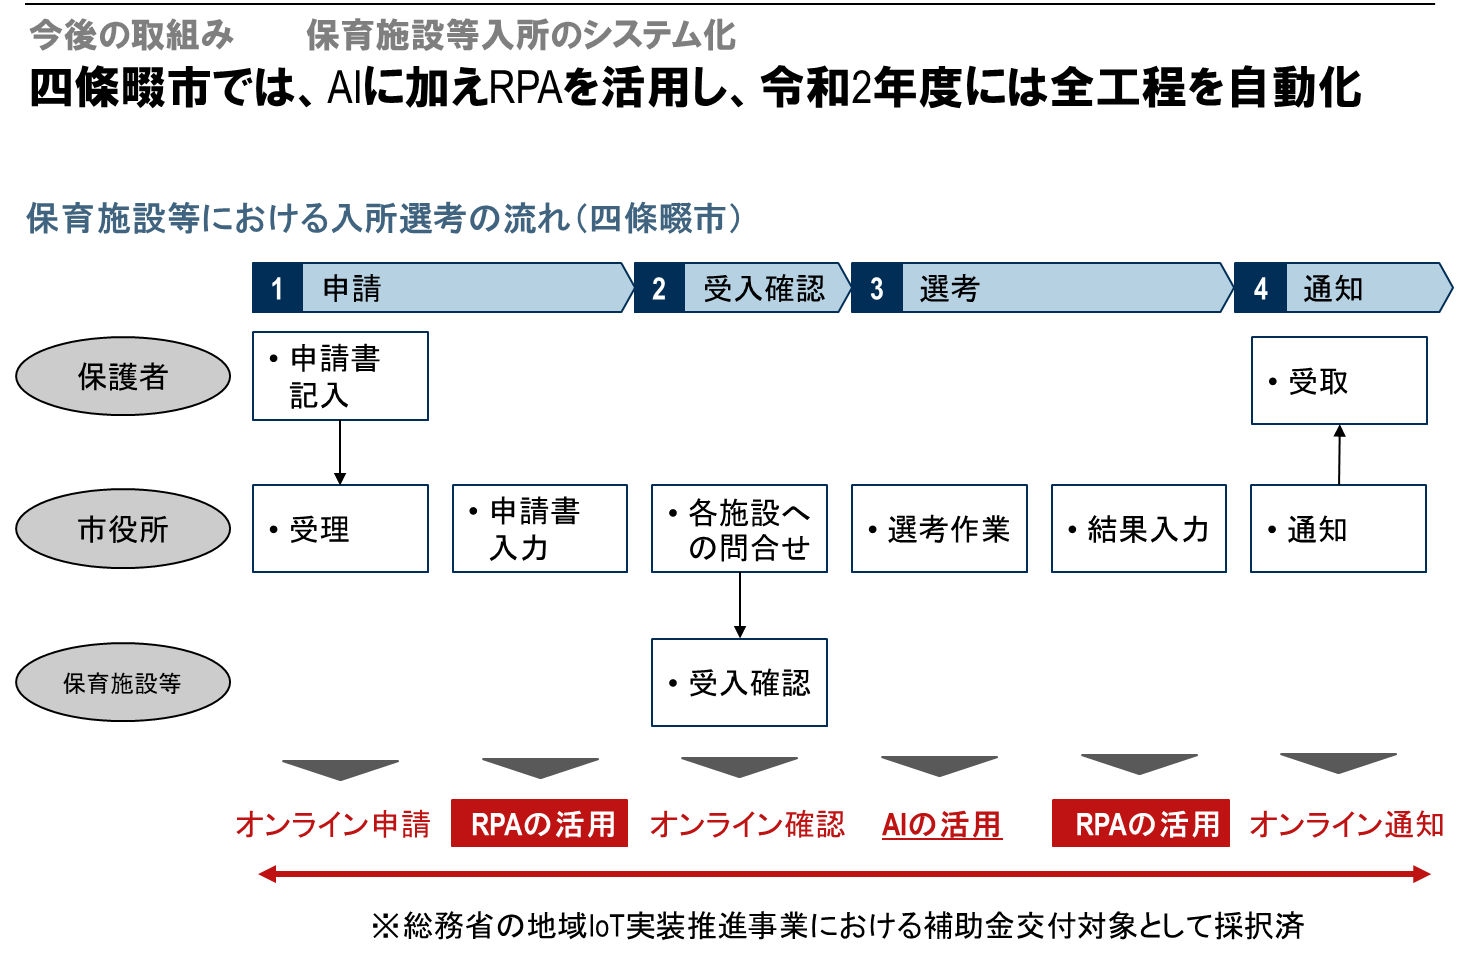 今後の取組み　　保育施設等入所のシステム化
四條畷市では、AIに加えRPAを活用し、令和2年度には全工程を自動化
保育施設等における入所選考の流れ（四條畷市）
1 申請
2 受入確認
3 選考
4 通知
保護者
・申請書
記入
・受取
市役所
・受理
・申請書
入力
・各施設へ
の問合せ
・選考作業
・結果入力
・通知
保育施設等
・受入確認
オンライン申請
RPAの活用
オンライン確認
AIの活用
RPAの活用
オンライン通知
※総務省の地域IoT実装推進事業における補助金交付対象として採択済